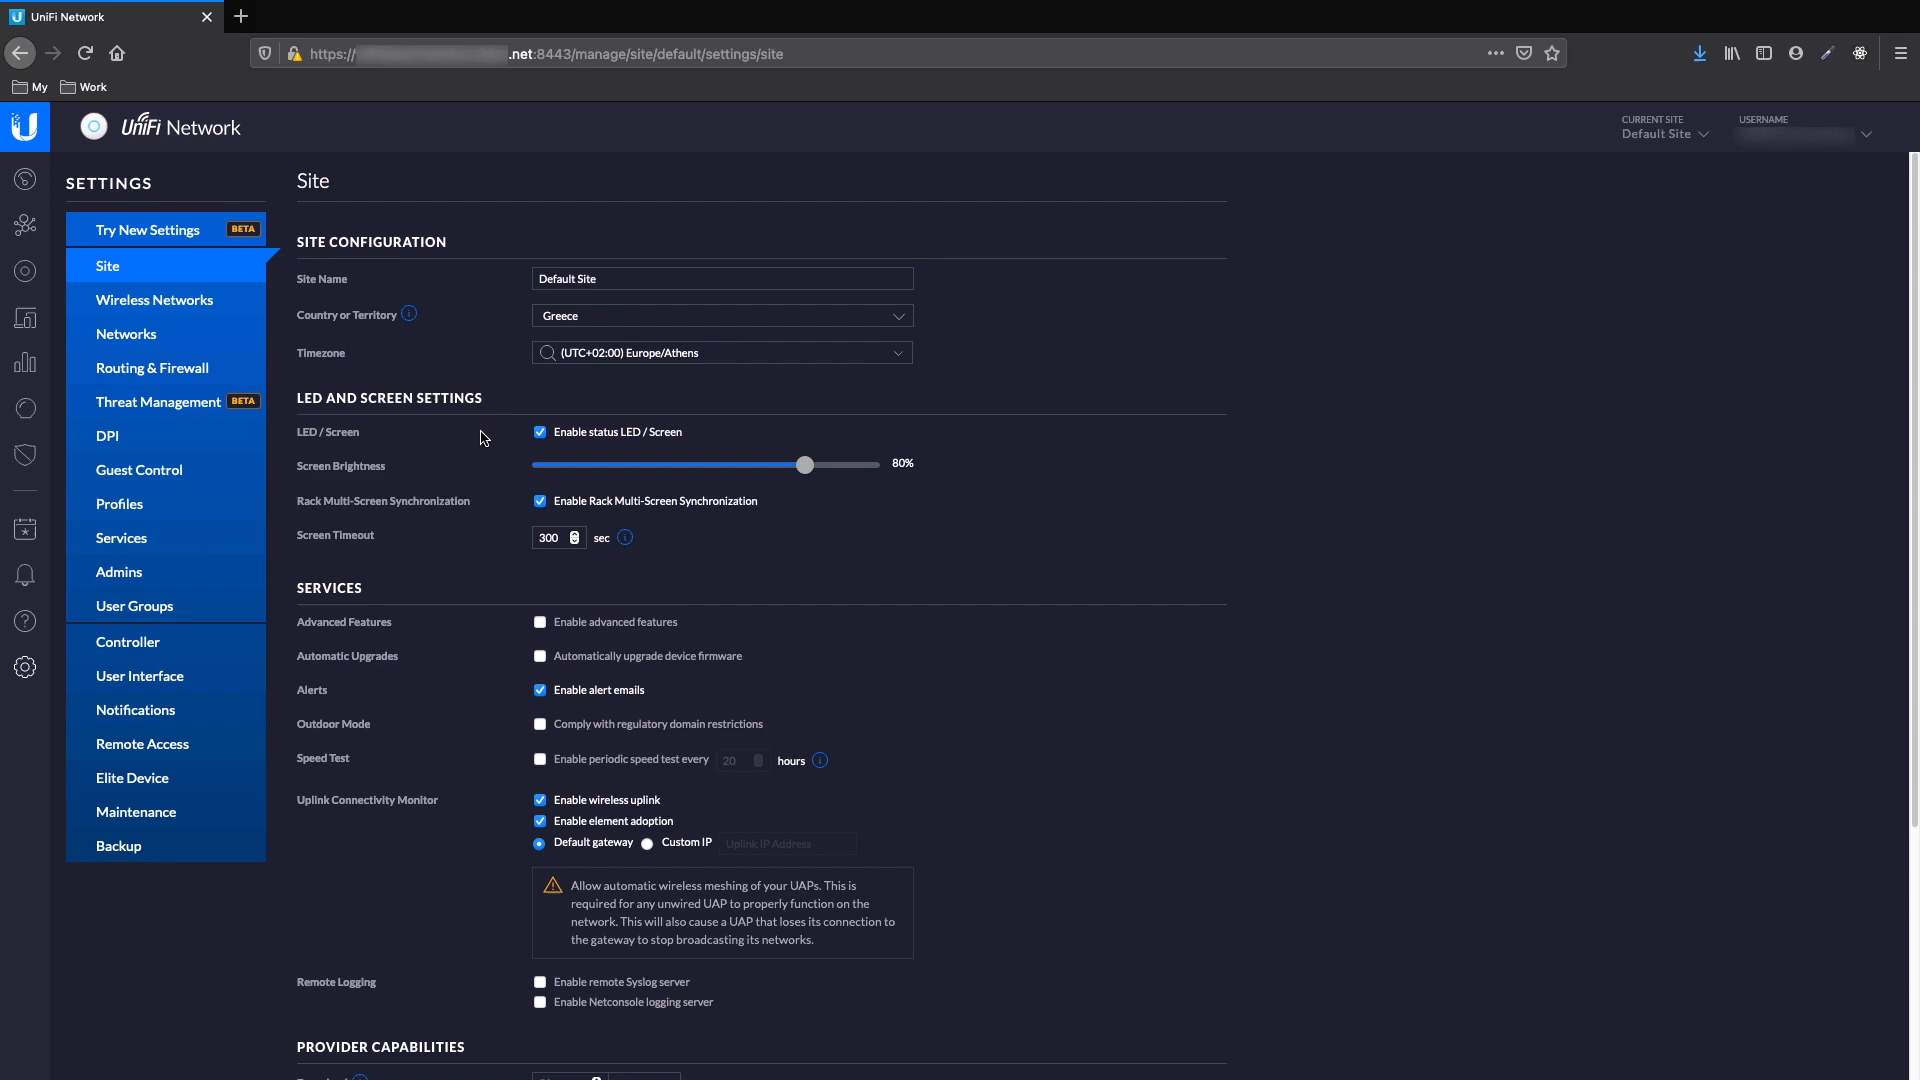 UniFi Network
https:// .net:8443/manage/site/default/settings/site
My Work
UniFi Network
CURRENT SITE
Default Site
USERNAME
SETTINGS
Try New Settings BETA
Site
Wireless Networks
Networks
Routing & Firewall
Threat Management BETA
DPI
Guest Control
Profiles
Services
Admins
User Groups
Controller
User Interface
Notifications
Remote Access
Elite Device
Maintenance
Backup
Site
SITE CONFIGURATION
Site Name Default Site
Country or Territory Greece
Timezone (UTC+02:00) Europe/Athens
LED AND SCREEN SETTINGS
LED / Screen Enable status LED / Screen
Screen Brightness 80%
Rack Multi-Screen Synchronization Enable Rack Multi-Screen Synchronization
Screen Timeout 300 sec
SERVICES
Advanced Features Enable advanced features
Automatic Upgrades Automatically upgrade device firmware
Alerts Enable alert emails
Outdoor Mode Comply with regulatory domain restrictions
Speed Test Enable periodic speed test every 20 hours
Uplink Connectivity Monitor Enable wireless uplink
Enable element adoption
Default gateway Custom IP Uplink IP Address
Allow automatic wireless meshing of your UAPs. This is
required for any unwired UAP to properly function on the
network. This will also cause a UAP that loses its connection to
the gateway to stop broadcasting its networks.
Remote Logging Enable remote Syslog server
Enable Netconsole logging server
PROVIDER CAPABILITIES